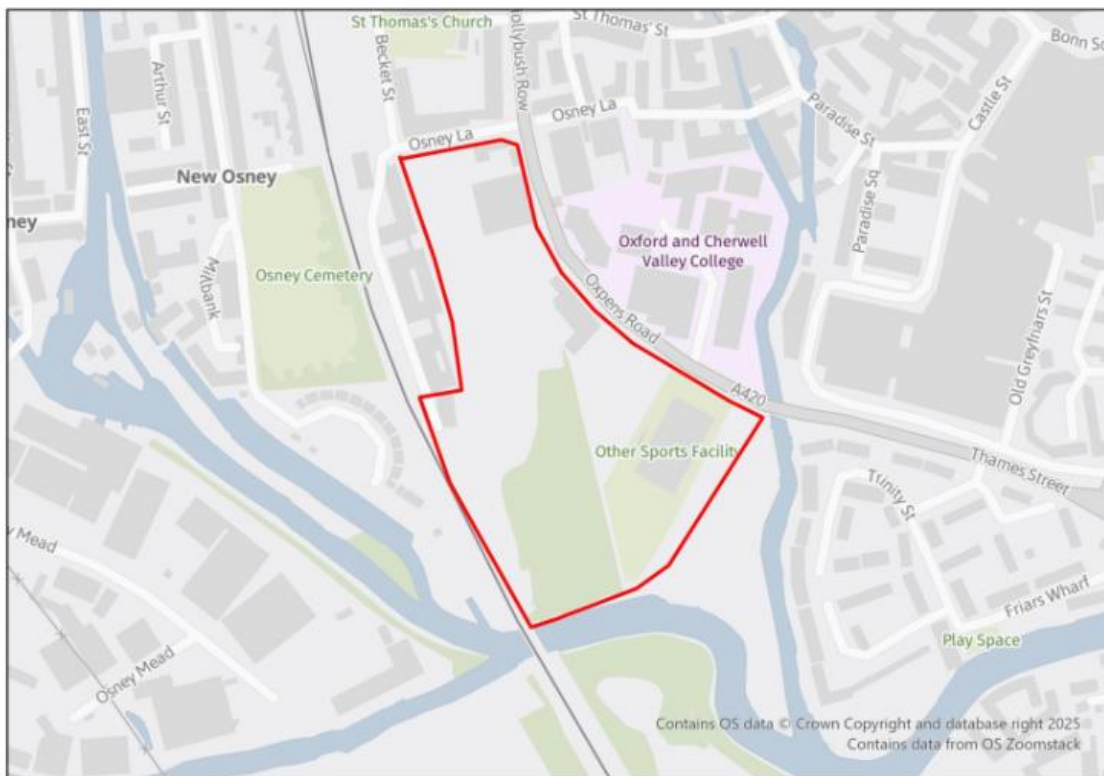 St Thomas's Church
St Thomas' St
Hollybush Row
Becket St
Bonn Sq
Arthur St
East St
Castle St
Osney La
Osney La
Paradise St
New Osney
Paradise Sq
ney
Oxford and Cherwell
Valley College
Osney Cemetery
Millbank
Oxpens Road
Old Greyfriars St
A420
Other Sports Facility
Thames Street
Trinity St
y Mead
Friars Wharf
Play Space
Osney Mead
Contains OS data © Crown Copyright and database right 2025
Contains data from OS Zoomstack